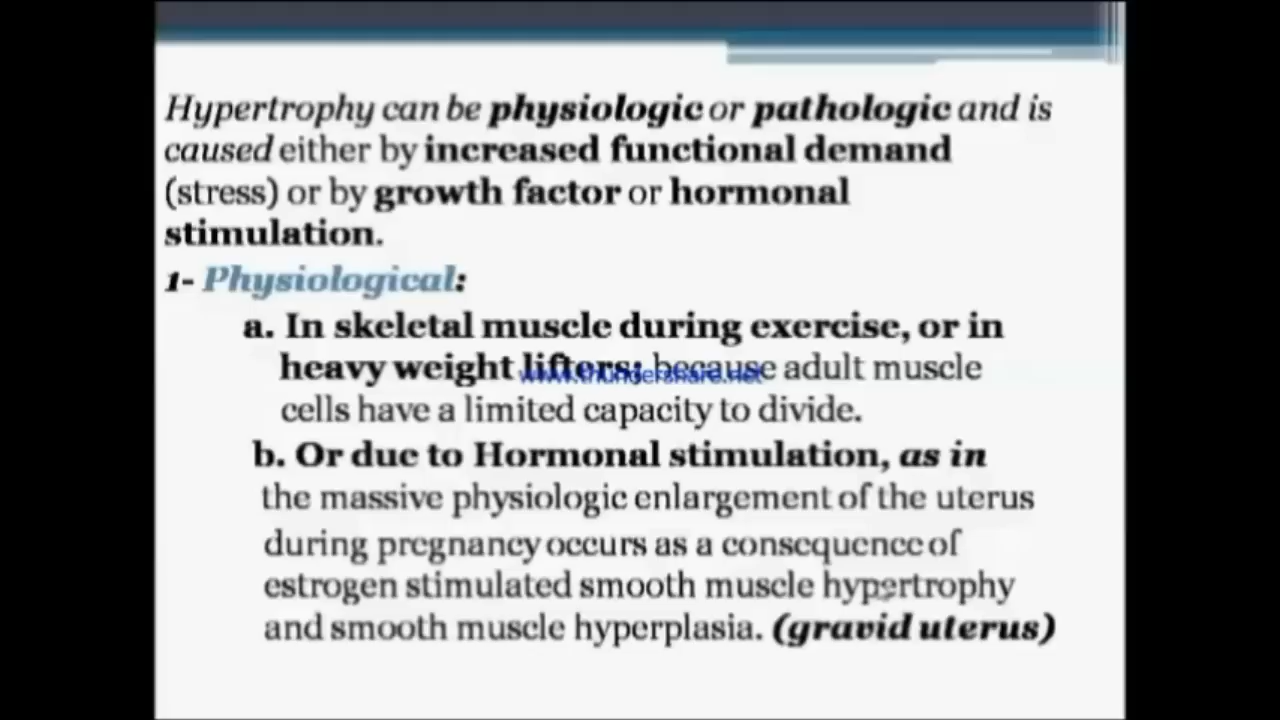 Hypertrophy can be physiologic or pathologic and is
caused either by increased functional demand
(stress) or by growth factor or hormonal
stimulation.
1- Physiological:
a. In skeletal muscle during exercise, or in
heavy weight lifters; because adult muscle
www.thundershare.net
cells have a limited capacity to divide.
b. Or due to Hormonal stimulation, as in
the massive physiologic enlargement of the uterus
during pregnancy occurs as a consequence of
estrogen stimulated smooth muscle hypertrophy
and smooth muscle hyperplasia. (gravid uterus)